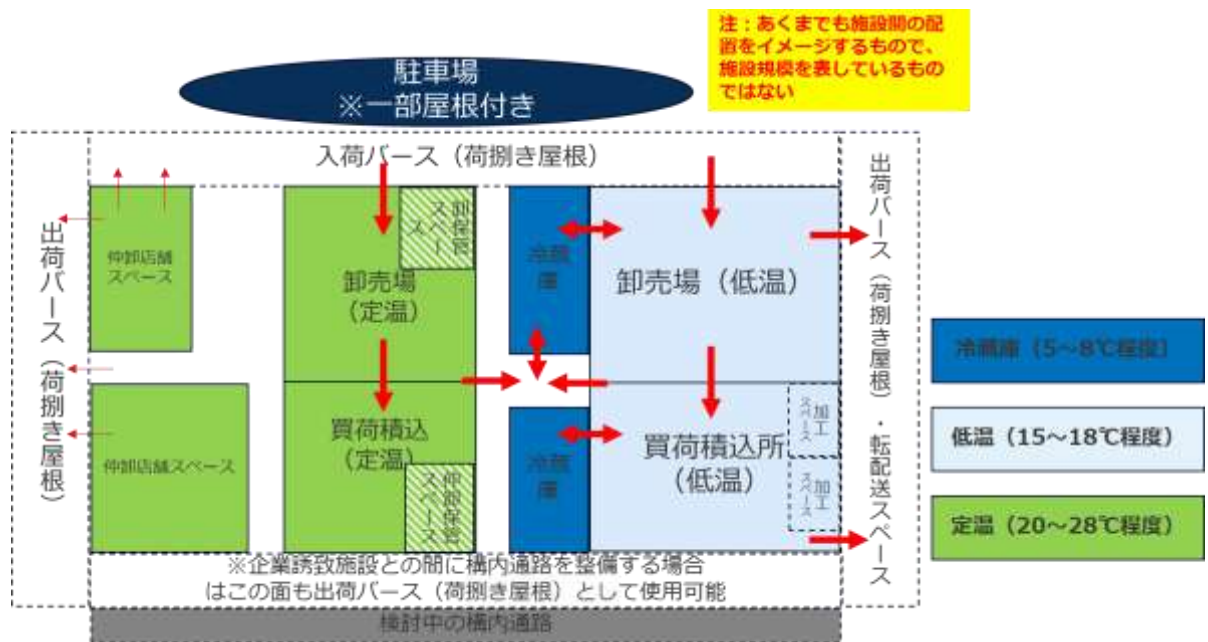 注：あくまでも施設間の配
置をイメージするもので、
施設規模を表しているもの
ではない
駐車場
※一部屋根付き
入荷バース（荷捌き屋根）
出荷バース（荷捌き屋根）
仲卸店舗
スペース
仲卸店舗スペース
卸売場
（定温）
卸保管
スペー
ス
買荷積込
（定温）
仲卸保管
スペース
冷蔵
庫
冷蔵
庫
卸売場（低温）
買荷積込所
（低温）
加工
スペース
加工
スペース
出荷バース（荷捌き屋根）・転配送スペース
冷蔵庫（5～8℃程度）
低温（15～18℃程度）
定温（20～28℃程度）
※企業誘致施設との間に構内通路を整備する場合
はこの面も出荷バース（荷捌き屋根）として使用可能
検討中の構内通路